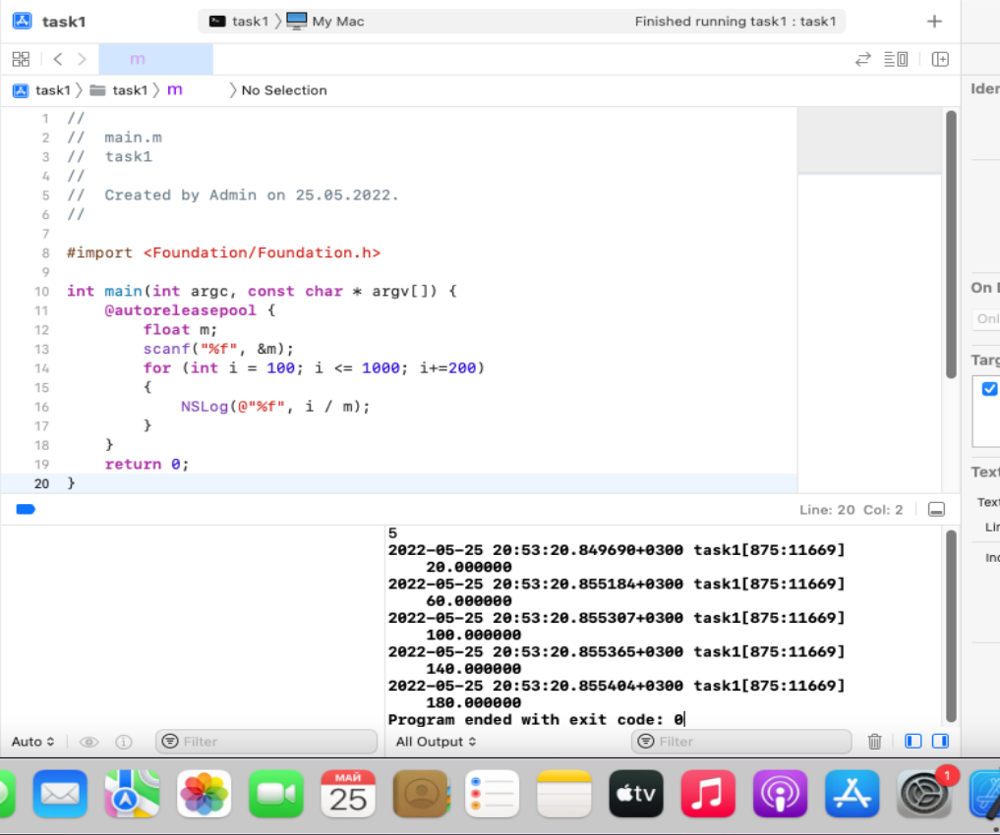 task1
task1 〉 My Mac
Finished running task1 : task1
m
task1 〉 task1 〉 m 〉 No Selection
Iden
1 //
2 //  main.m
3 //  task1
4 //
5 //  Created by Admin on 25.05.2022.
6 //
7
8 #import <Foundation/Foundation.h>
9
10 int main(int argc, const char * argv[]) {
11     @autoreleasepool {
12         float m;
13         scanf("%f", &m);
14         for (int i = 100; i <= 1000; i+=200)
15         {
16             NSLog(@"%f", i / m);
17         }
18     }
19     return 0;
20 }
On
Onl
Targ
Text
Text
Line: 20 Col: 2
5
2022-05-25 20:53:20.849690+0300 task1[875:11669]
20.000000
2022-05-25 20:53:20.855184+0300 task1[875:11669]
60.000000
2022-05-25 20:53:20.855307+0300 task1[875:11669]
100.000000
2022-05-25 20:53:20.855365+0300 task1[875:11669]
140.000000
2022-05-25 20:53:20.855404+0300 task1[875:11669]
180.000000
Program ended with exit code: 0
Auto
Filter
All Output
Filter
МАЙ
25
tv
1